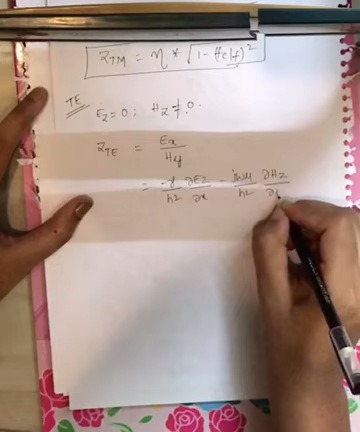 Z_TM = η * √(1 - (fc/f)²)
TE
Ez = 0 ; Hz ≠ 0.
Z_TE = Ex / Hy
= -γ/h² ∂Ez/∂x - jωμ/h² ∂Hz/∂